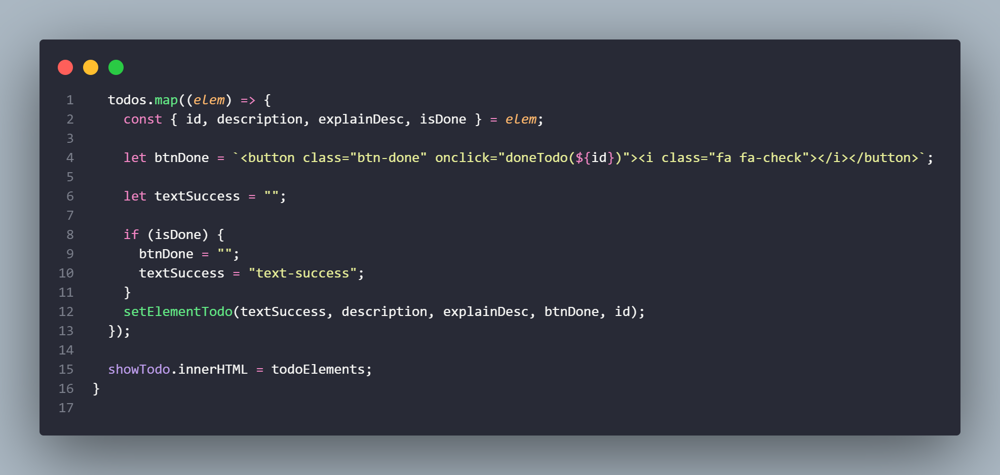 1 todos.map((elem) => {
2 const { id, description, explainDesc, isDone } = elem;
3
4 let btnDone = `<button class="btn-done" onclick="doneTodo(${id})"><i class="fa fa-check"></i></button>`;
5
6 let textSuccess = "";
7
8 if (isDone) {
9 btnDone = "";
10 textSuccess = "text-success";
11 }
12 setElementTodo(textSuccess, description, explainDesc, btnDone, id);
13 });
14
15 showTodo.innerHTML = todoElements;
16 }
17